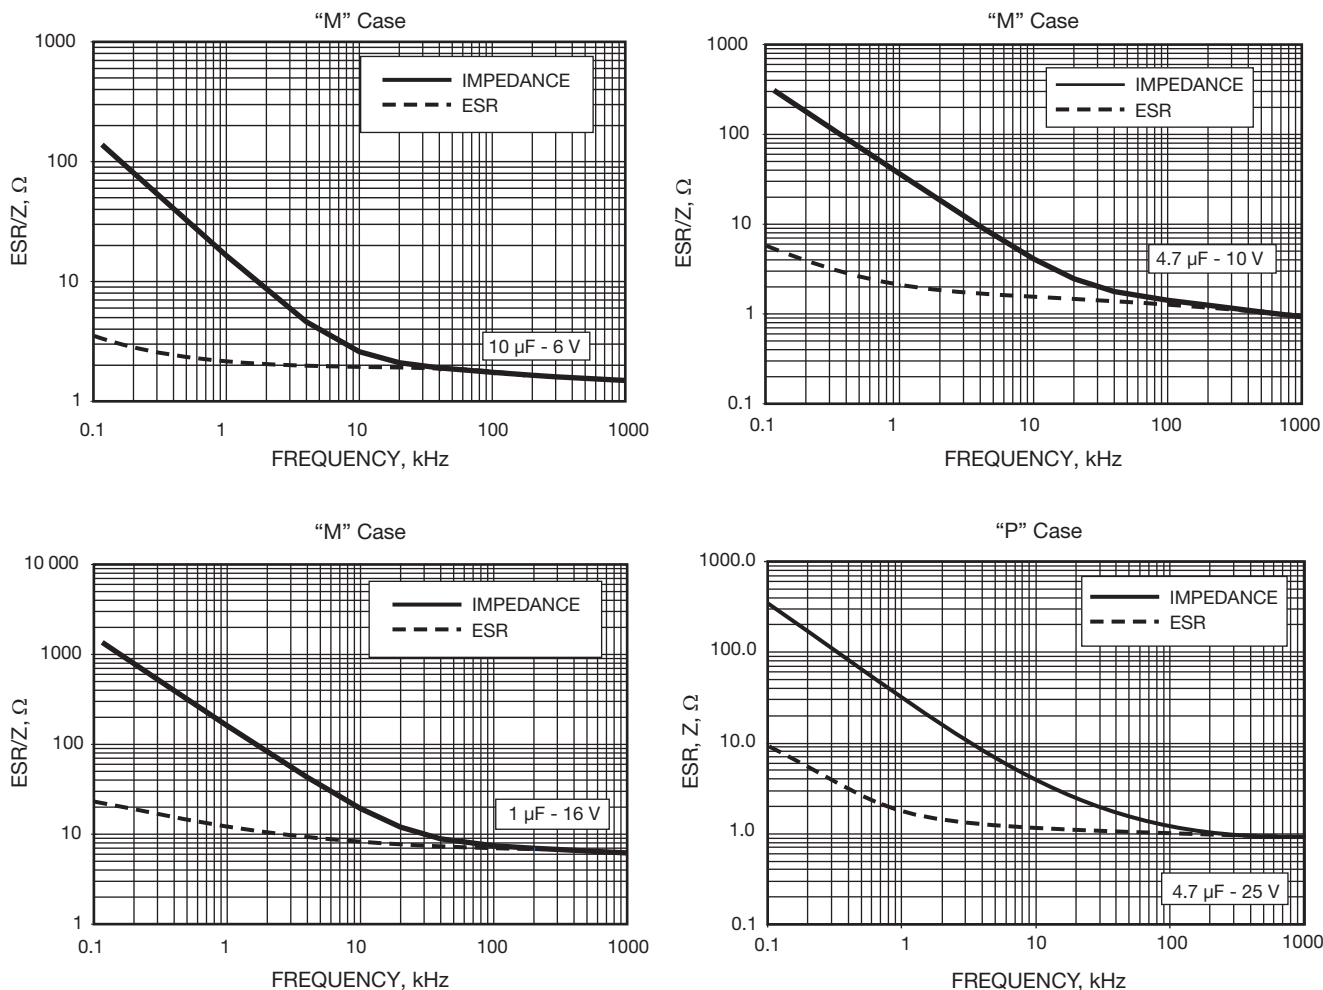 “M” Case
1000
100
10
1
ESR/Z, Ω
IMPEDANCE
ESR
10 µF - 6 V
0.1 1 10 100 1000
FREQUENCY, kHz
“M” Case
1000
100
10
1
0.1
ESR/Z, Ω
IMPEDANCE
ESR
4.7 µF - 10 V
0.1 1 10 100 1000
FREQUENCY, kHz
“M” Case
10 000
1000
100
10
1
ESR/Z, Ω
IMPEDANCE
ESR
1 µF - 16 V
0.1 1 10 100 1000
FREQUENCY, kHz
“P” Case
1000.0
100.0
10.0
1.0
0.1
ESR, Z, Ω
IMPEDANCE
ESR
4.7 µF - 25 V
0.1 1 10 100 1000
FREQUENCY, kHz